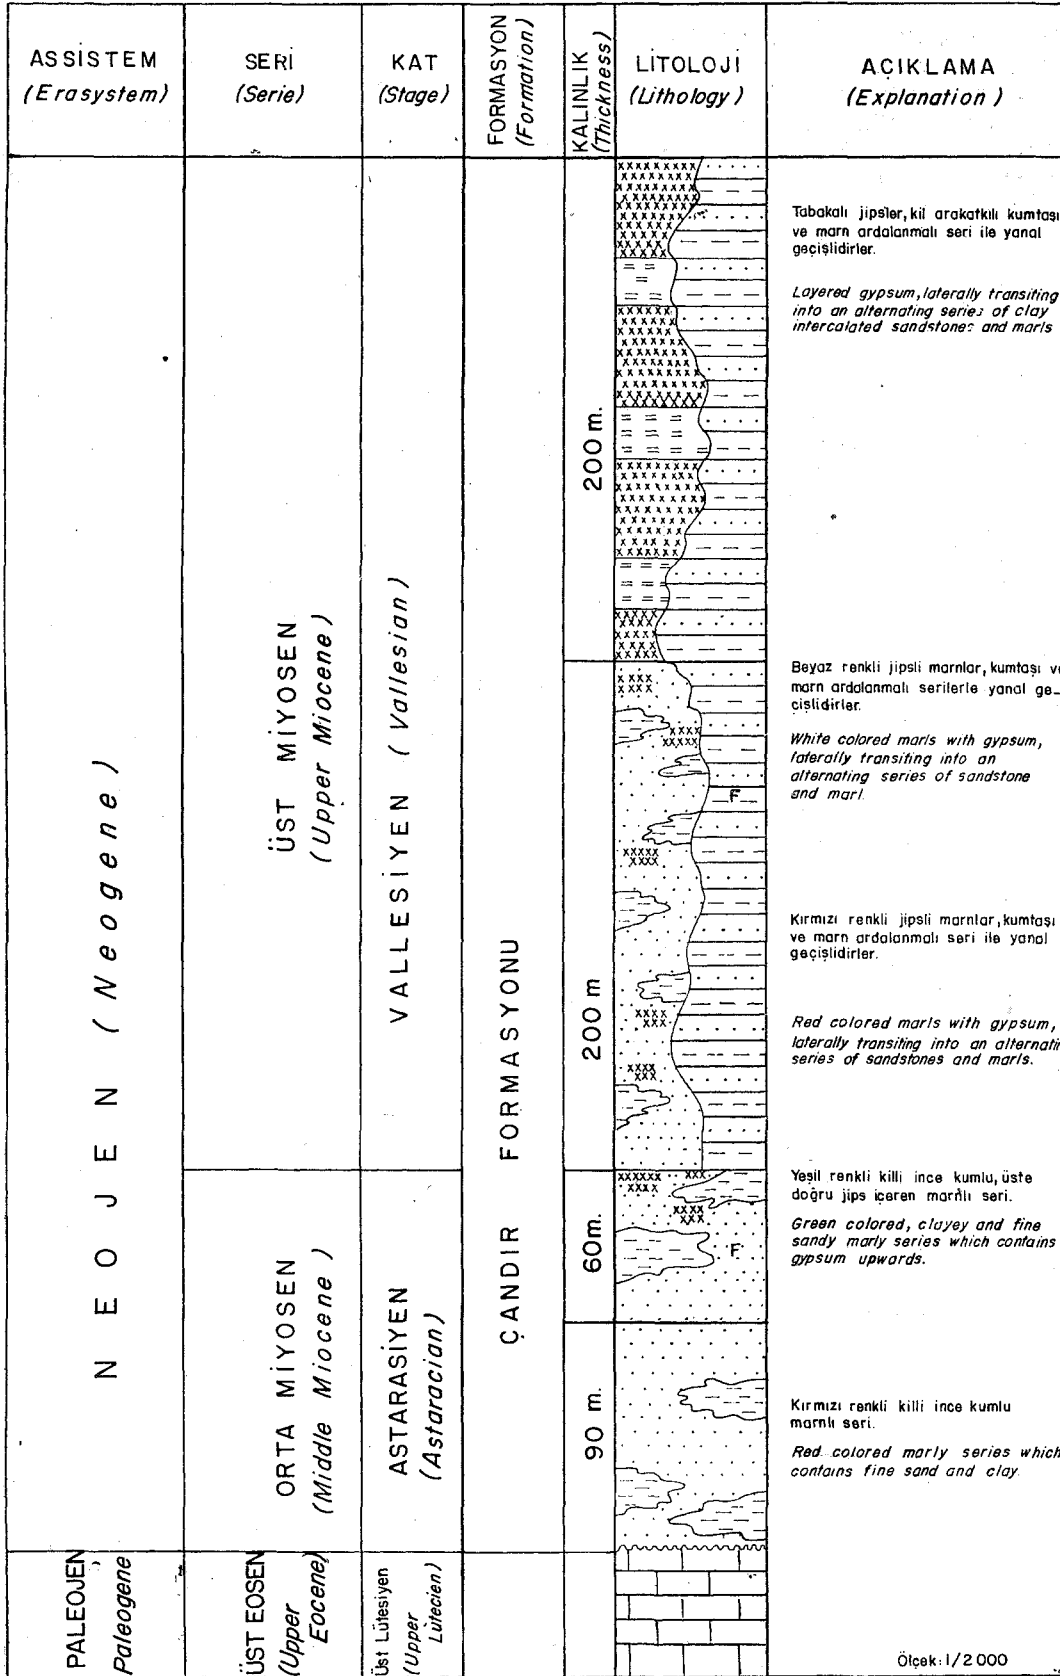 ASSİSTEM
(Erasystem)
SERİ
(Serie)
KAT
(Stage)
FORMASYON
(Formation)
KALINLIK
(Thickness)
LİTOLOJİ
(Lithology)
AÇIKLAMA
(Explanation)
NEOJEN (Neogene)
ÜST MİYOSEN
(Upper Miocene)
VALLESİYEN (Vallesian)
ÇANDIR FORMASYONU
200 m.
Tabakalı jipsler, kil arakatkılı kumtaşı
ve marn ardalanmalı seri ile yanal
geçişlidirler.
Layered gypsum, laterally transiting
into an alternating series of clay
intercalated sandstones and marls
200 m
Beyaz renkli jipsli marnlar, kumtaşı ve
marn ardalanmalı serilerle yanal ge-
cişlidirler.
White colored marls with gypsum,
laterally transiting into an
alternating series of sandstone
and marl.
F
Kırmızı renkli jipsli marnlar, kumtaşı
ve marn ardalanmalı seri ile yanal
geçişlidirler.
Red colored marls with gypsum,
laterally transiting into an alternatin
series of sandstones and marls.
ORTA MİYOSEN
(Middle Miocene)
ASTARASİYEN
(Astaracian)
60m.
F
Yeşil renkli killi ince kumlu, üste
doğru jips içeren marnlı seri.
Green colored, clayey and fine
sandy marly series which contains
gypsum upwards.
90 m.
Kırmızı renkli killi ince kumlu
marnlı seri.
Red colored marly series which
contains fine sand and clay.
PALEOJEN
Paleogene
ÜST EOSEN
(Upper
Eocene)
Üst Lütesiyen
(Upper
Lütecien)
Ölçek: 1/2000